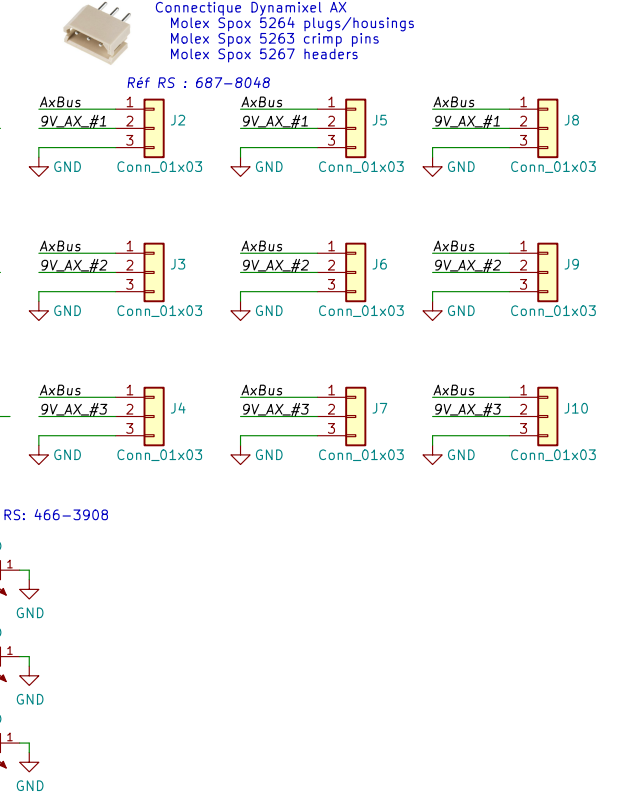 Connectique Dynamixel AX
Molex Spox 5264 plugs/housings
Molex Spox 5263 crimp pins
Molex Spox 5267 headers
Réf RS : 687-8048
AxBus 1 AxBus 1 AxBus 1
9V_AX_#1 2 J2 9V_AX_#1 2 J5 9V_AX_#1 2 J8
3 3 3
GND Conn_01x03 GND Conn_01x03 GND Conn_01x03
AxBus 1 AxBus 1 AxBus 1
9V_AX_#2 2 J3 9V_AX_#2 2 J6 9V_AX_#2 2 J9
3 3 3
GND Conn_01x03 GND Conn_01x03 GND Conn_01x03
AxBus 1 AxBus 1 AxBus 1
9V_AX_#3 2 J4 9V_AX_#3 2 J7 9V_AX_#3 2 J10
3 3 3
GND Conn_01x03 GND Conn_01x03 GND Conn_01x03
RS: 466-3908
1
GND
1
GND
1
GND